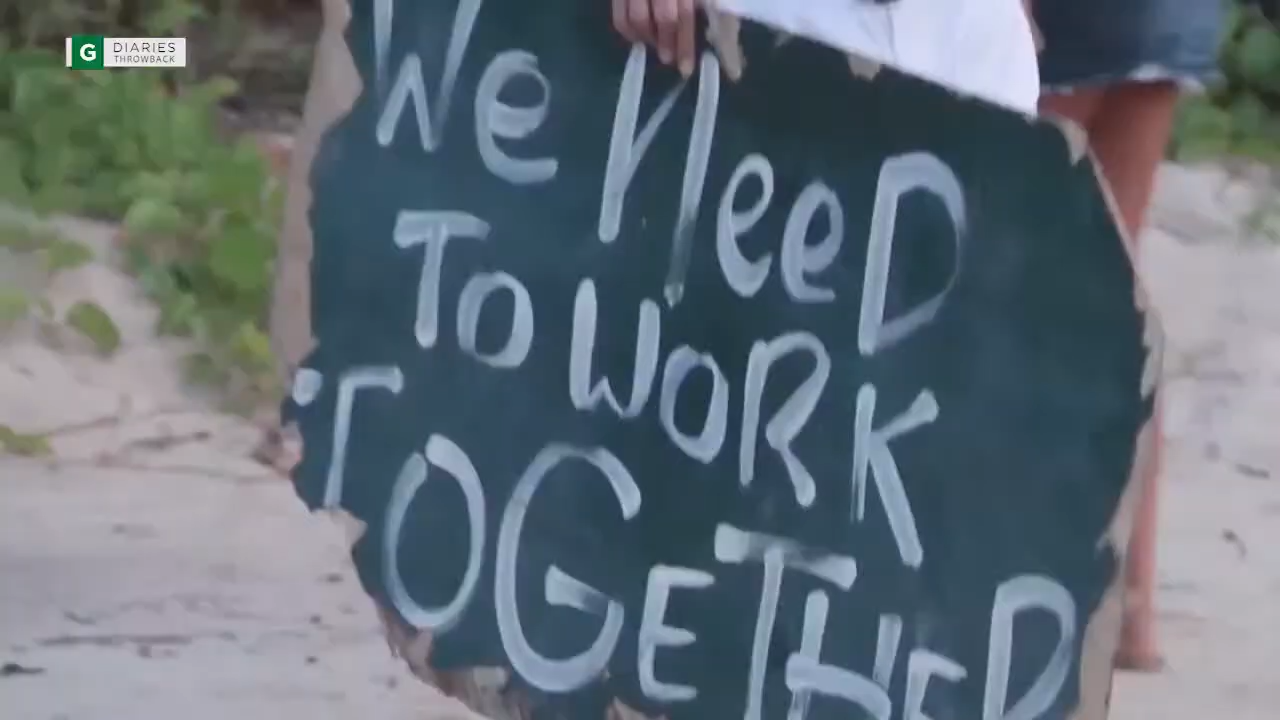 G DIARIES
THROWBACK
We Need
To WORK
TOGETHER